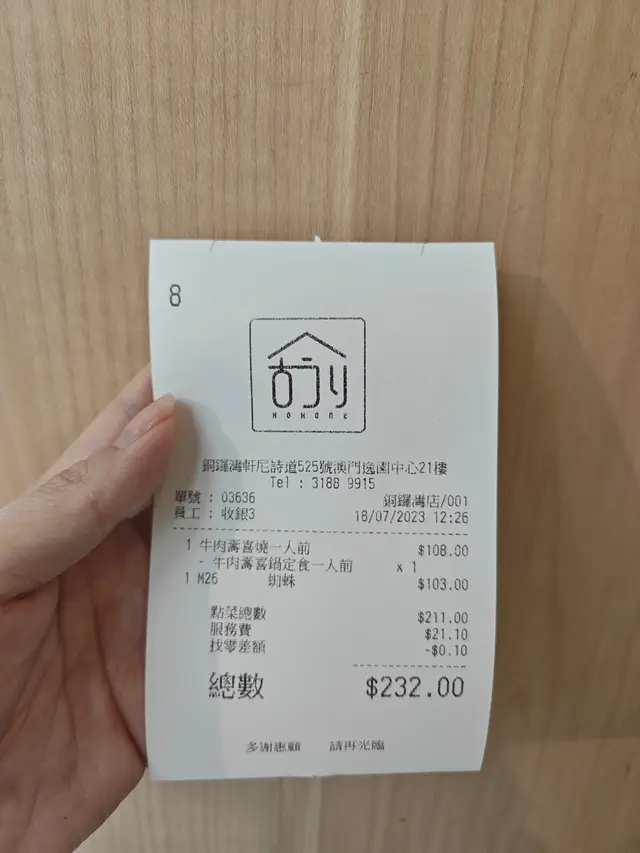 8
HOHONE
銅鑼灣軒尼詩道525號澳門逸園中心21樓
Tel : 3188 9915
單號 : 03636 銅鑼灣店/001
員工 : 收銀3 18/07/2023 12:26
1 牛肉壽喜燒一人前 $108.00
- 牛肉壽喜鍋定食一人前 x 1
1 M26 蜘蛛 $103.00
點菜總數 $211.00
服務費 $21.10
找零差額 -$0.10
總數 $232.00
多謝惠顧 請再光臨